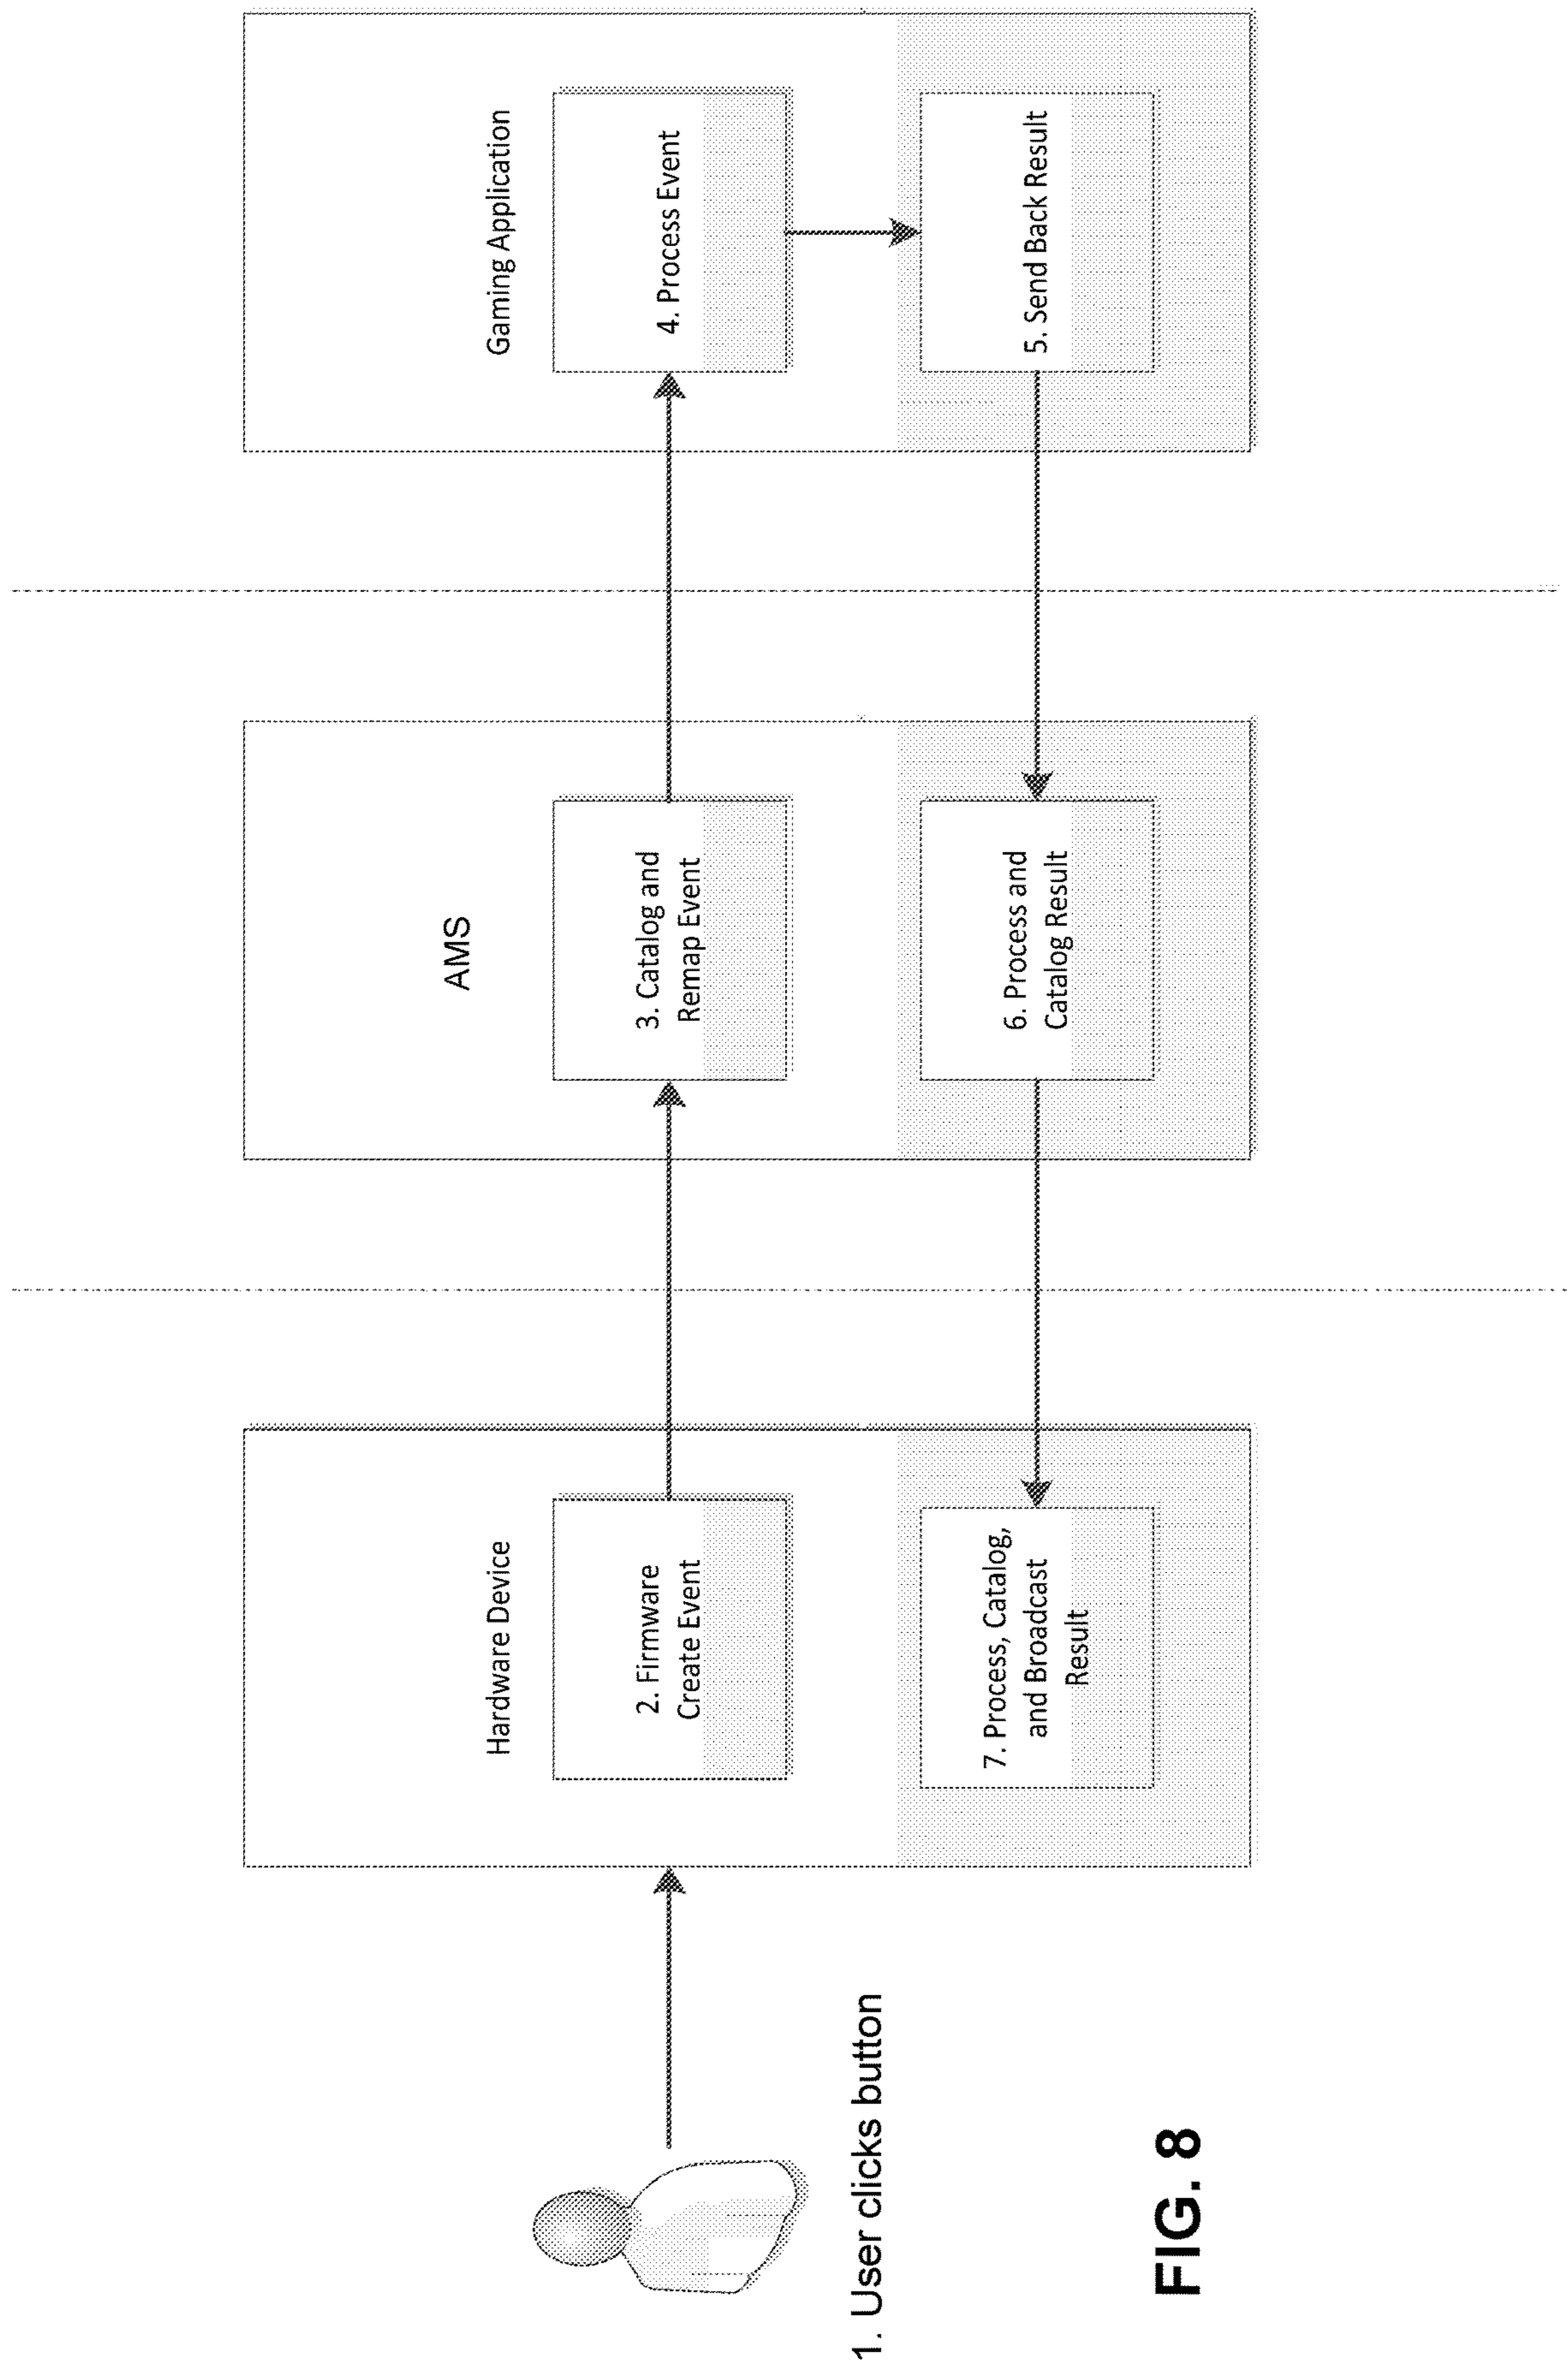 Hardware Device
AMS
Gaming Application
1. User clicks button
2. Firmware
Create Event
3. Catalog and
Remap Event
4. Process Event
5. Send Back Result
6. Process and
Catalog Result
7. Process, Catalog,
and Broadcast
Result
FIG. 8